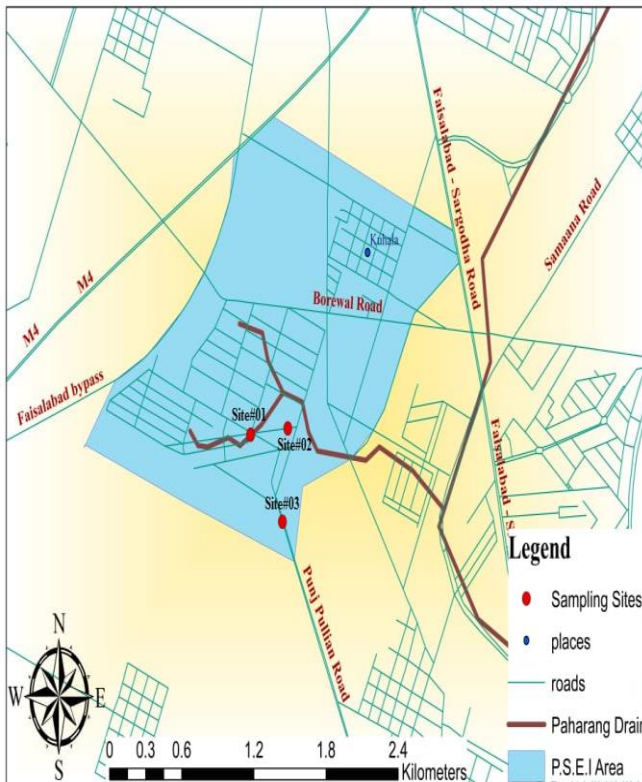 Faisalabad - Sargodha Road
Samaana Road
Kuhala
Borewal Road
M4
M4
Faisalabad bypass
Site#01
Site#02
Site#03
Faisalabad - S
Punj Pullian Road
Legend
Sampling Sites
places
roads
Paharang Drain
P.S.E.I Area
N
W
E
S
0 0.3 0.6 1.2 1.8 2.4
Kilometers